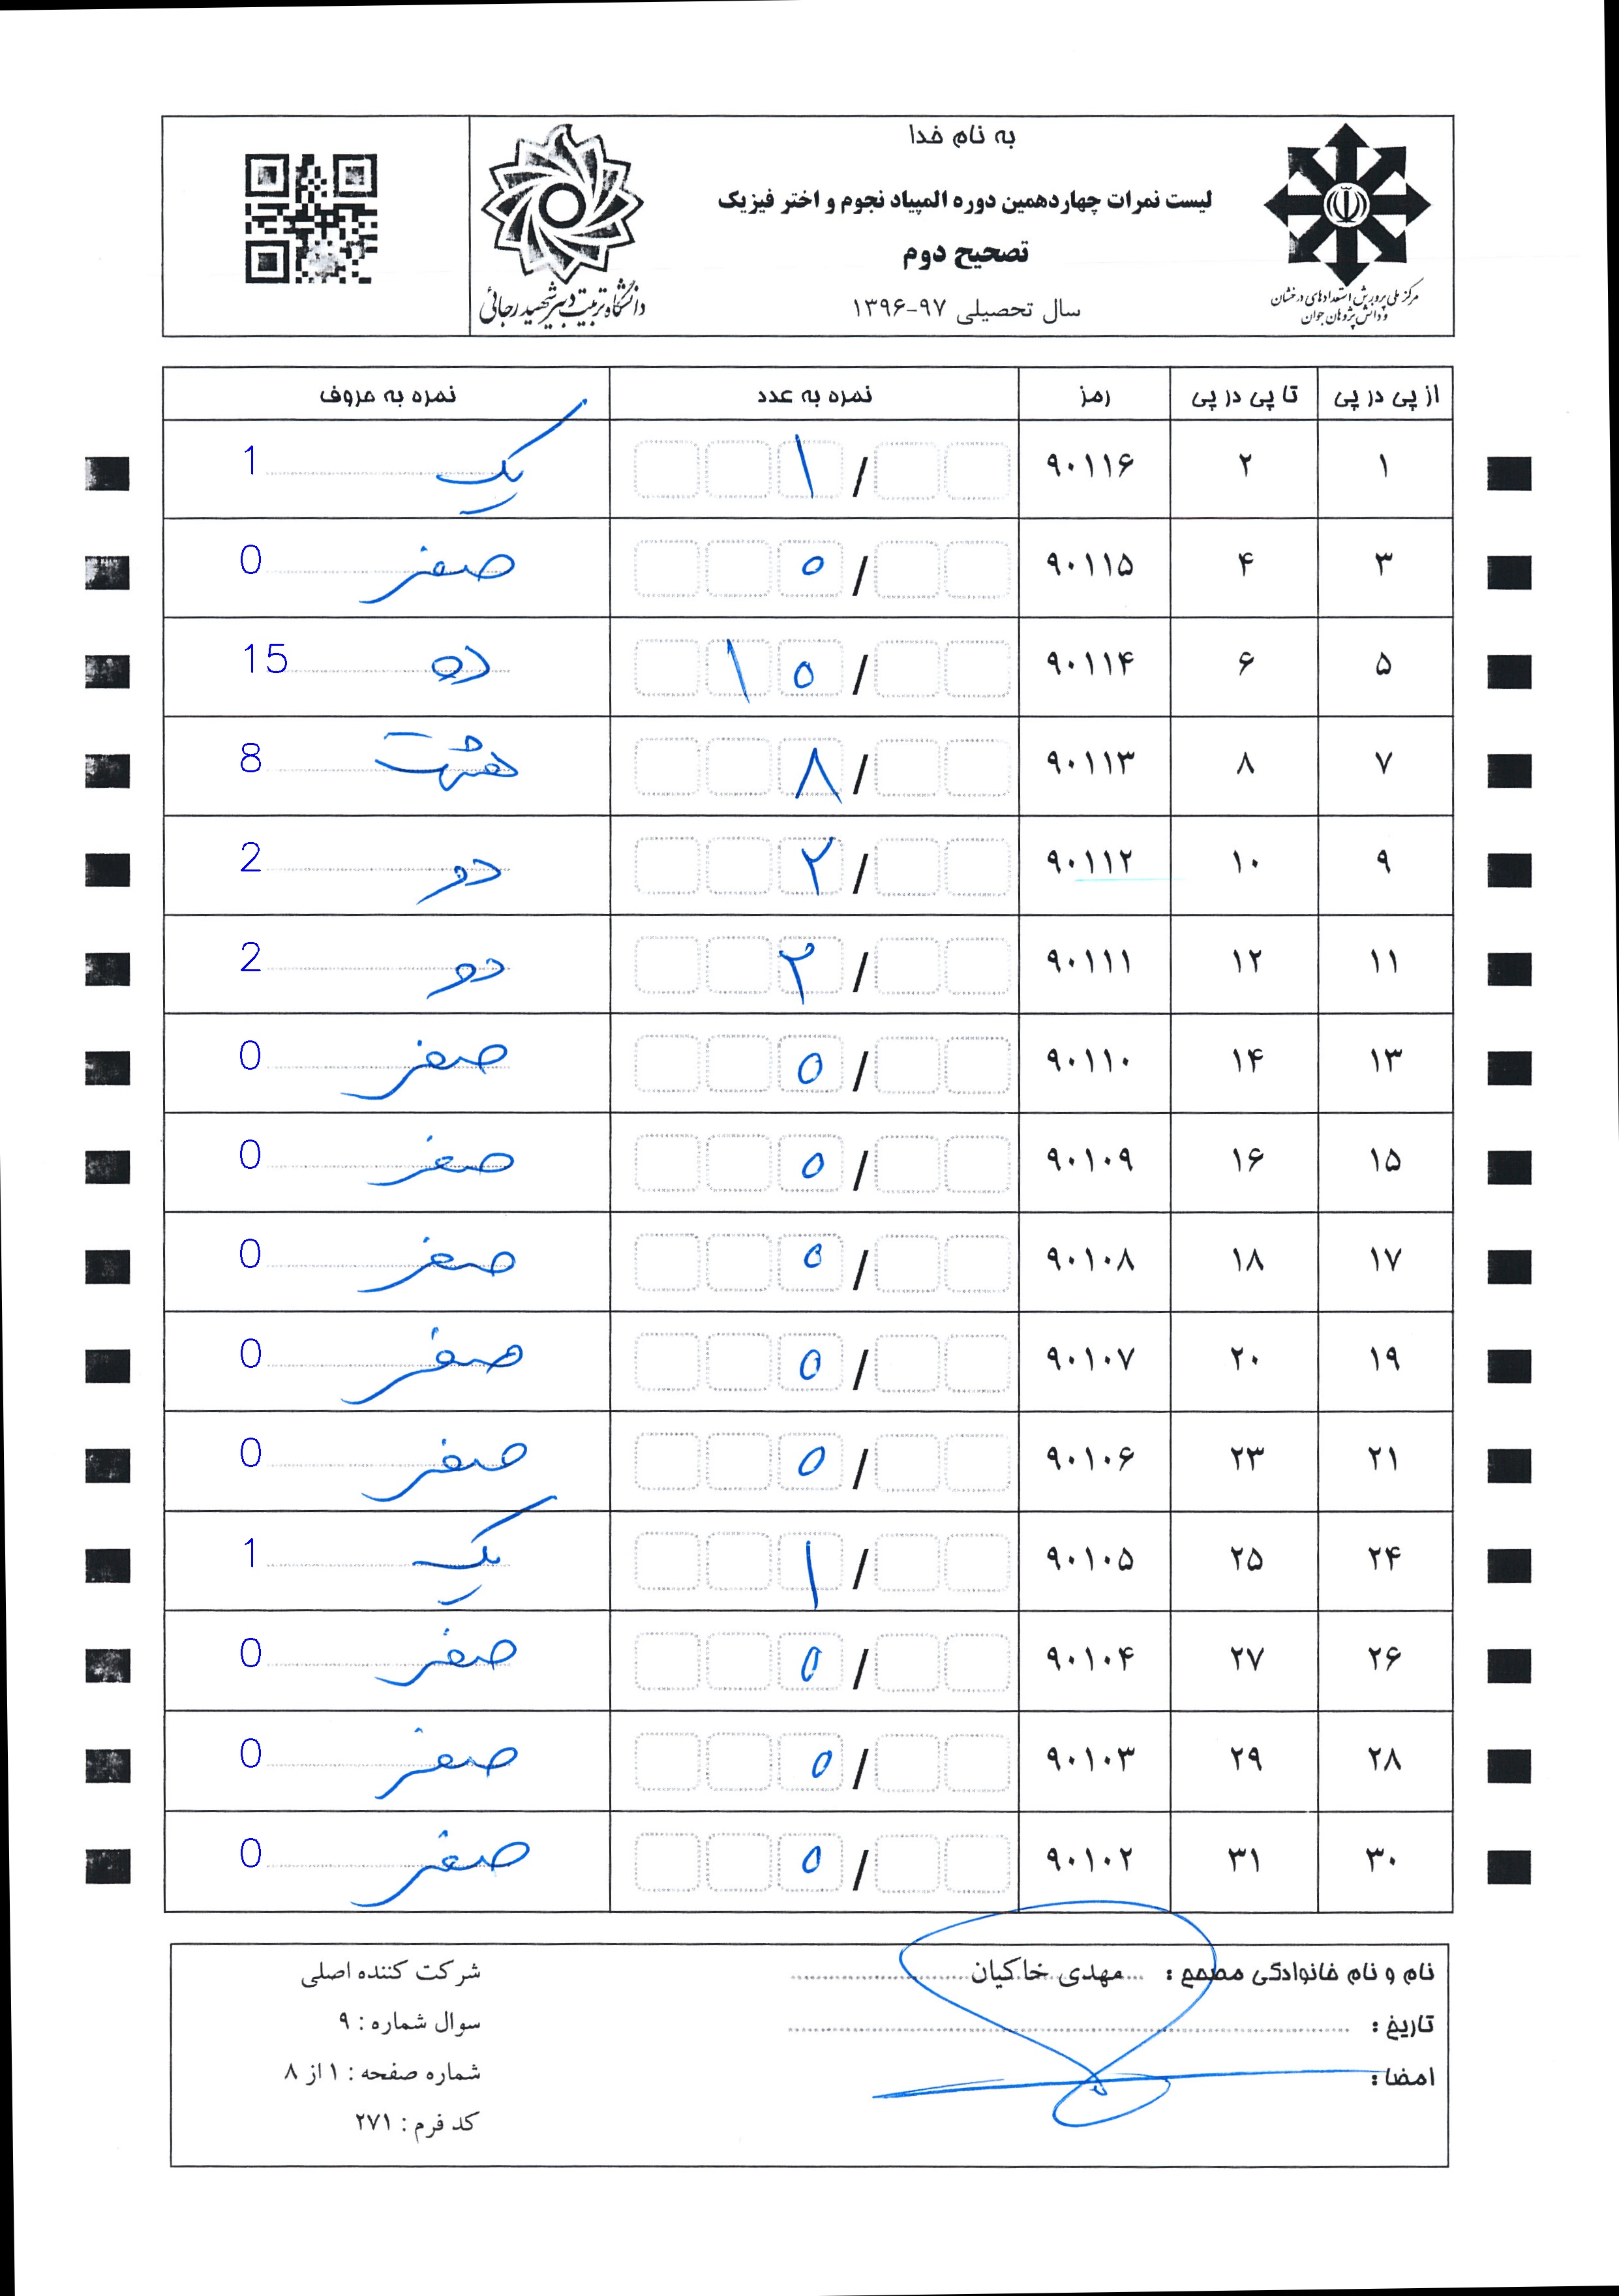 به نام خدا
لیست نمرات چهاردهمین دوره المپیاد نجوم و اختر فیزیک
تصحیح دوم
سال تحصیلی ۹۷-۱۳۹۶
مرکز ملی پرورش استعدادهای درخشان
و دانش پژوهان جوان
دانشگاه تربیت دبیر شهید رجائی
از پی در پی تا پی در پی رمز نمره به عدد نمره به حروف
۱ ۲ ۹۰۱۱۶ ۱/ یک 1
۳ ۴ ۹۰۱۱۵ ۰/ صفر 0
۵ ۶ ۹۰۱۱۴ ۱۰/ ده 15
۷ ۸ ۹۰۱۱۳ ۸/ هشت 8
۹ ۱۰ ۹۰۱۱۲ ۲/ دو 2
۱۱ ۱۲ ۹۰۱۱۱ ۲/ دو 2
۱۳ ۱۴ ۹۰۱۱۰ ۰/ صفر 0
۱۵ ۱۶ ۹۰۱۰۹ ۰/ صفر 0
۱۷ ۱۸ ۹۰۱۰۸ ۰/ صفر 0
۱۹ ۲۰ ۹۰۱۰۷ ۰/ صفر 0
۲۱ ۲۳ ۹۰۱۰۶ ۰/ صفر 0
۲۴ ۲۵ ۹۰۱۰۵ ۱/ یک 1
۲۶ ۲۷ ۹۰۱۰۴ ۰/ صفر 0
۲۸ ۲۹ ۹۰۱۰۳ ۰/ صفر 0
۳۰ ۳۱ ۹۰۱۰۲ ۰/ صفر 0
نام و نام خانوادگی مصحح : مهدی خاکیان
تاریخ :
امضا :
شرکت کننده اصلی
سوال شماره : ۹
شماره صفحه : ۱ از ۸
کد فرم : ۲۷۱